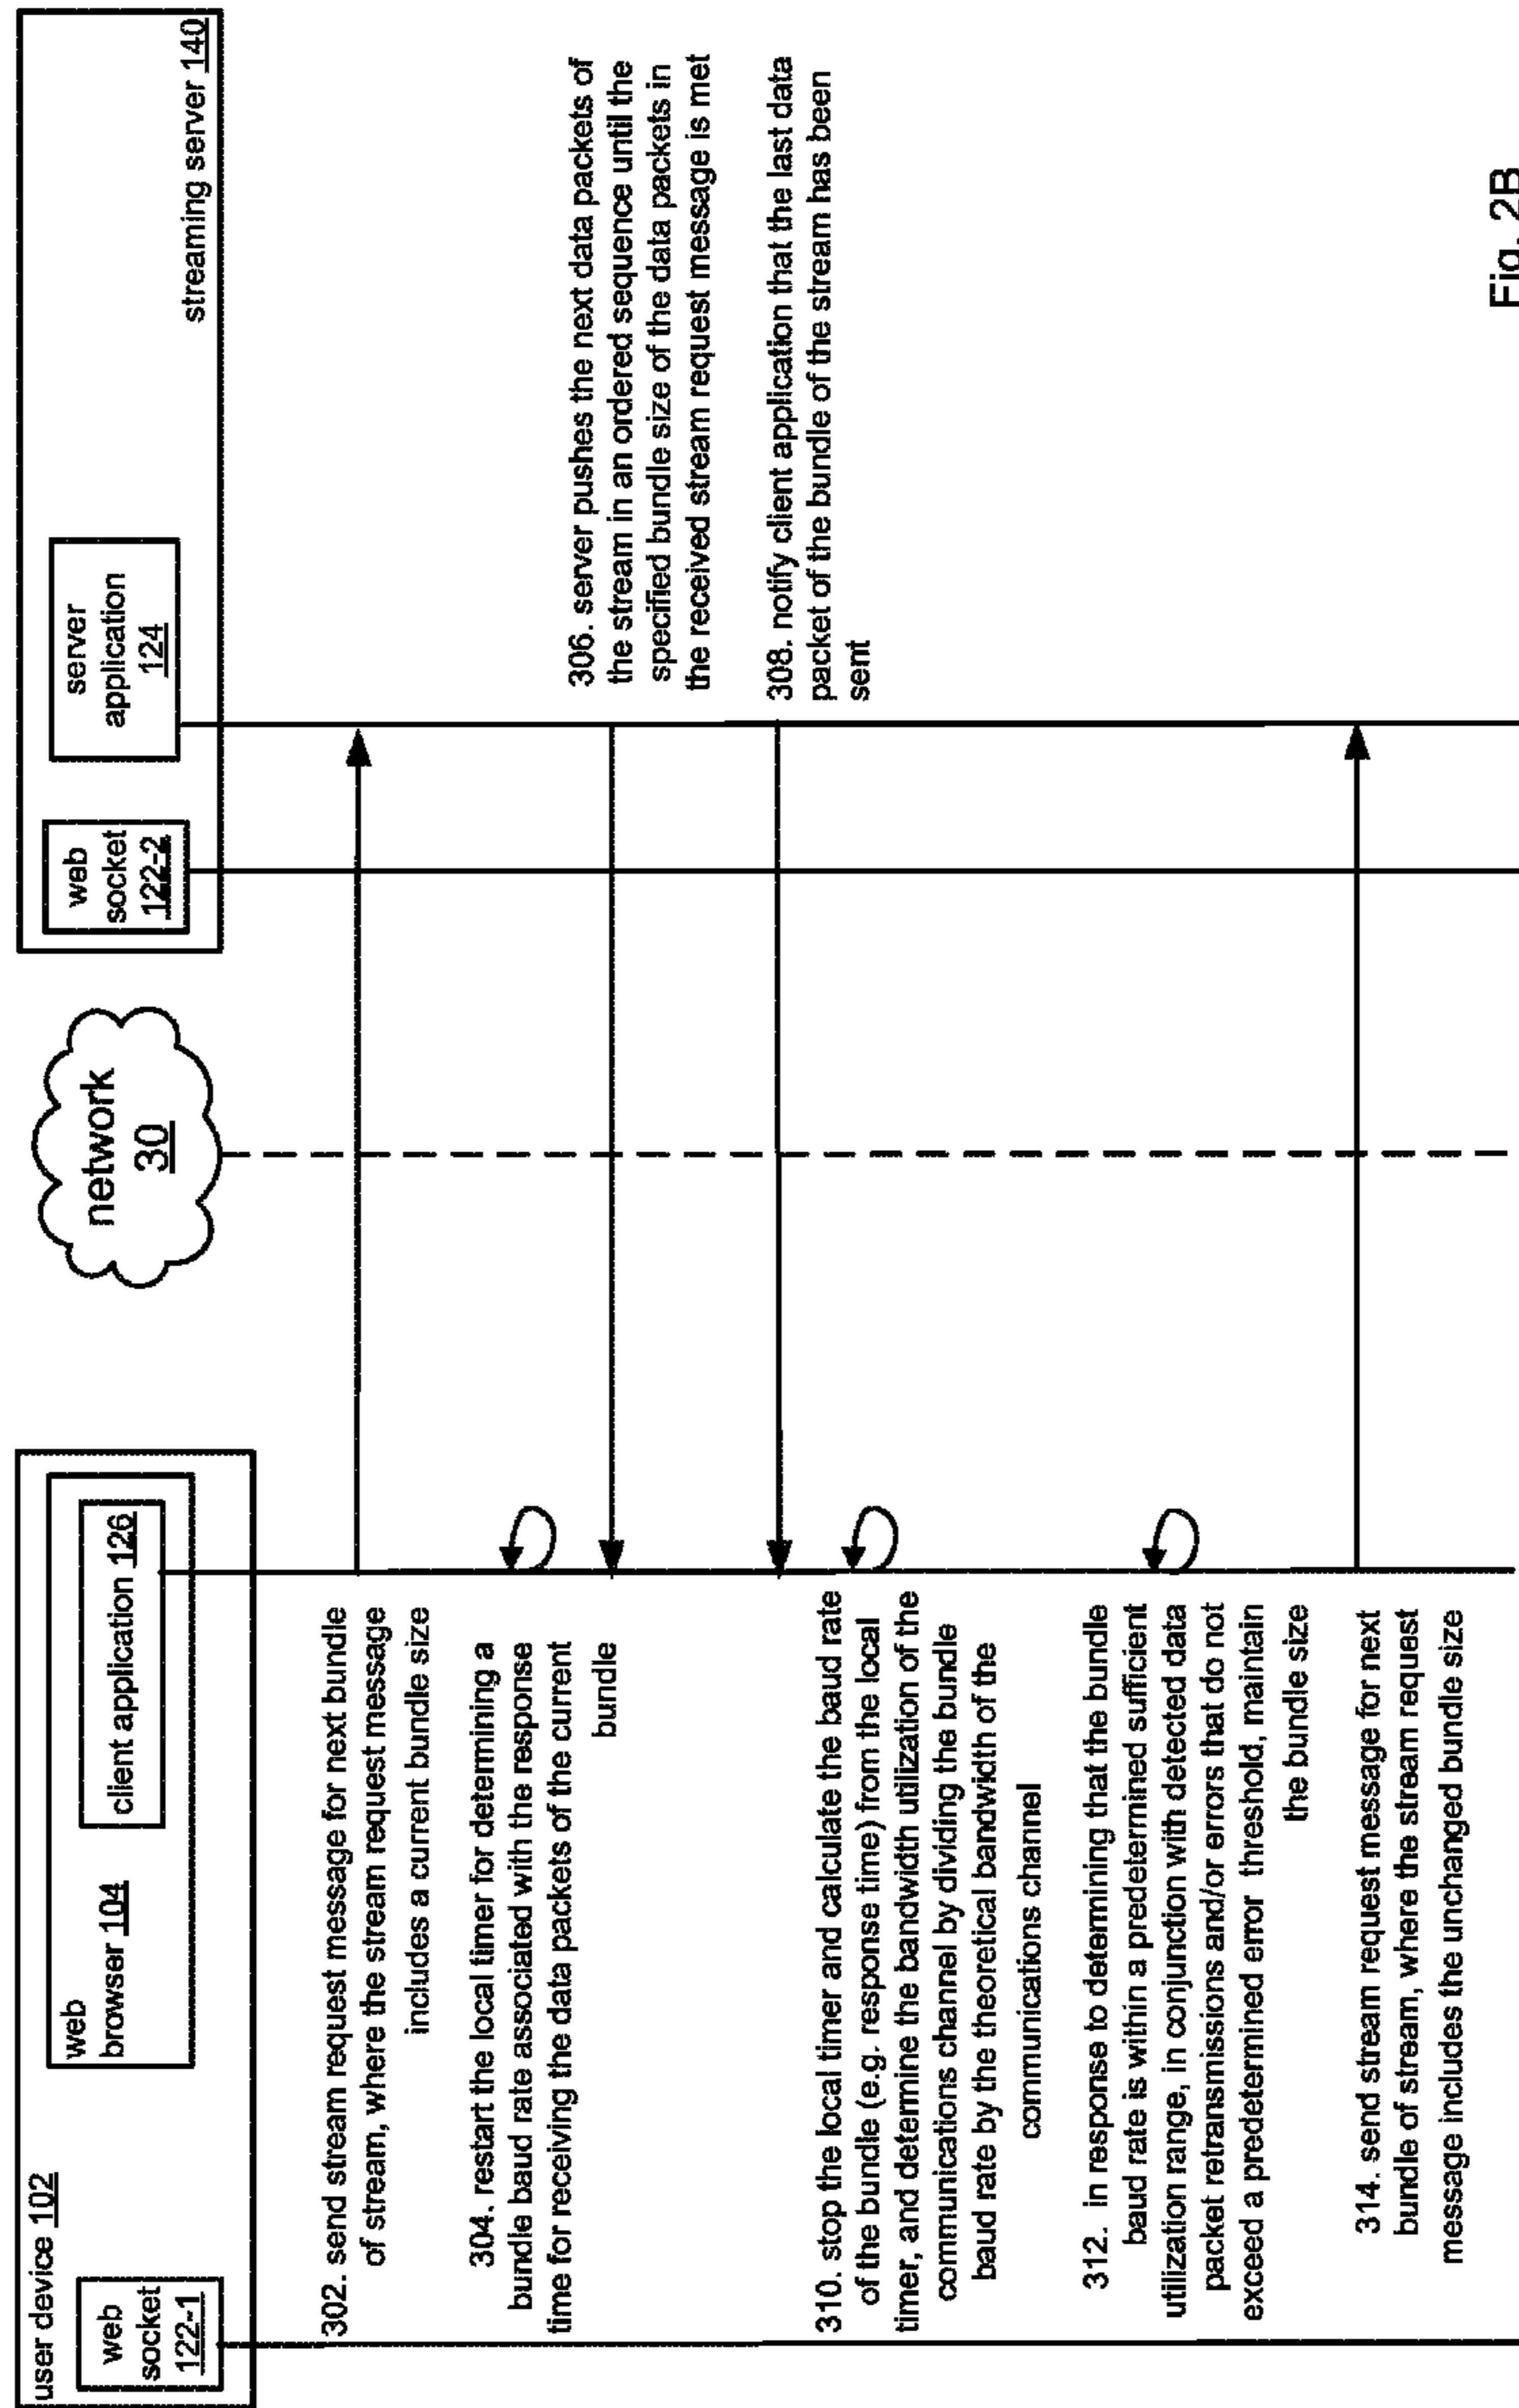 user device 102
web
socket
122-1
web
browser 104
client application 126
network
30
web
socket
122-2
server
application
124
streaming server 140
302. send stream request message for next bundle
of stream, where the stream request message
includes a current bundle size
304. restart the local timer for determining a
bundle baud rate associated with the response
time for receiving the data packets of the current
bundle
306. server pushes the next data packets of
the stream in an ordered sequence until the
specified bundle size of the data packets in
the received stream request message is met
308. notify client application that the last data
packet of the bundle of the stream has been
sent
310. stop the local timer and calculate the baud rate
of the bundle (e.g. response time) from the local
timer, and determine the bandwidth utilization of the
communications channel by dividing the bundle
baud rate by the theoretical bandwidth of the
communications channel
312. in response to determining that the bundle
baud rate is within a predetermined sufficient
utilization range, in conjunction with detected data
packet retransmissions and/or errors that do not
exceed a predetermined error threshold, maintain
the bundle size
314. send stream request message for next
bundle of stream, where the stream request
message includes the unchanged bundle size
Fig. 2B